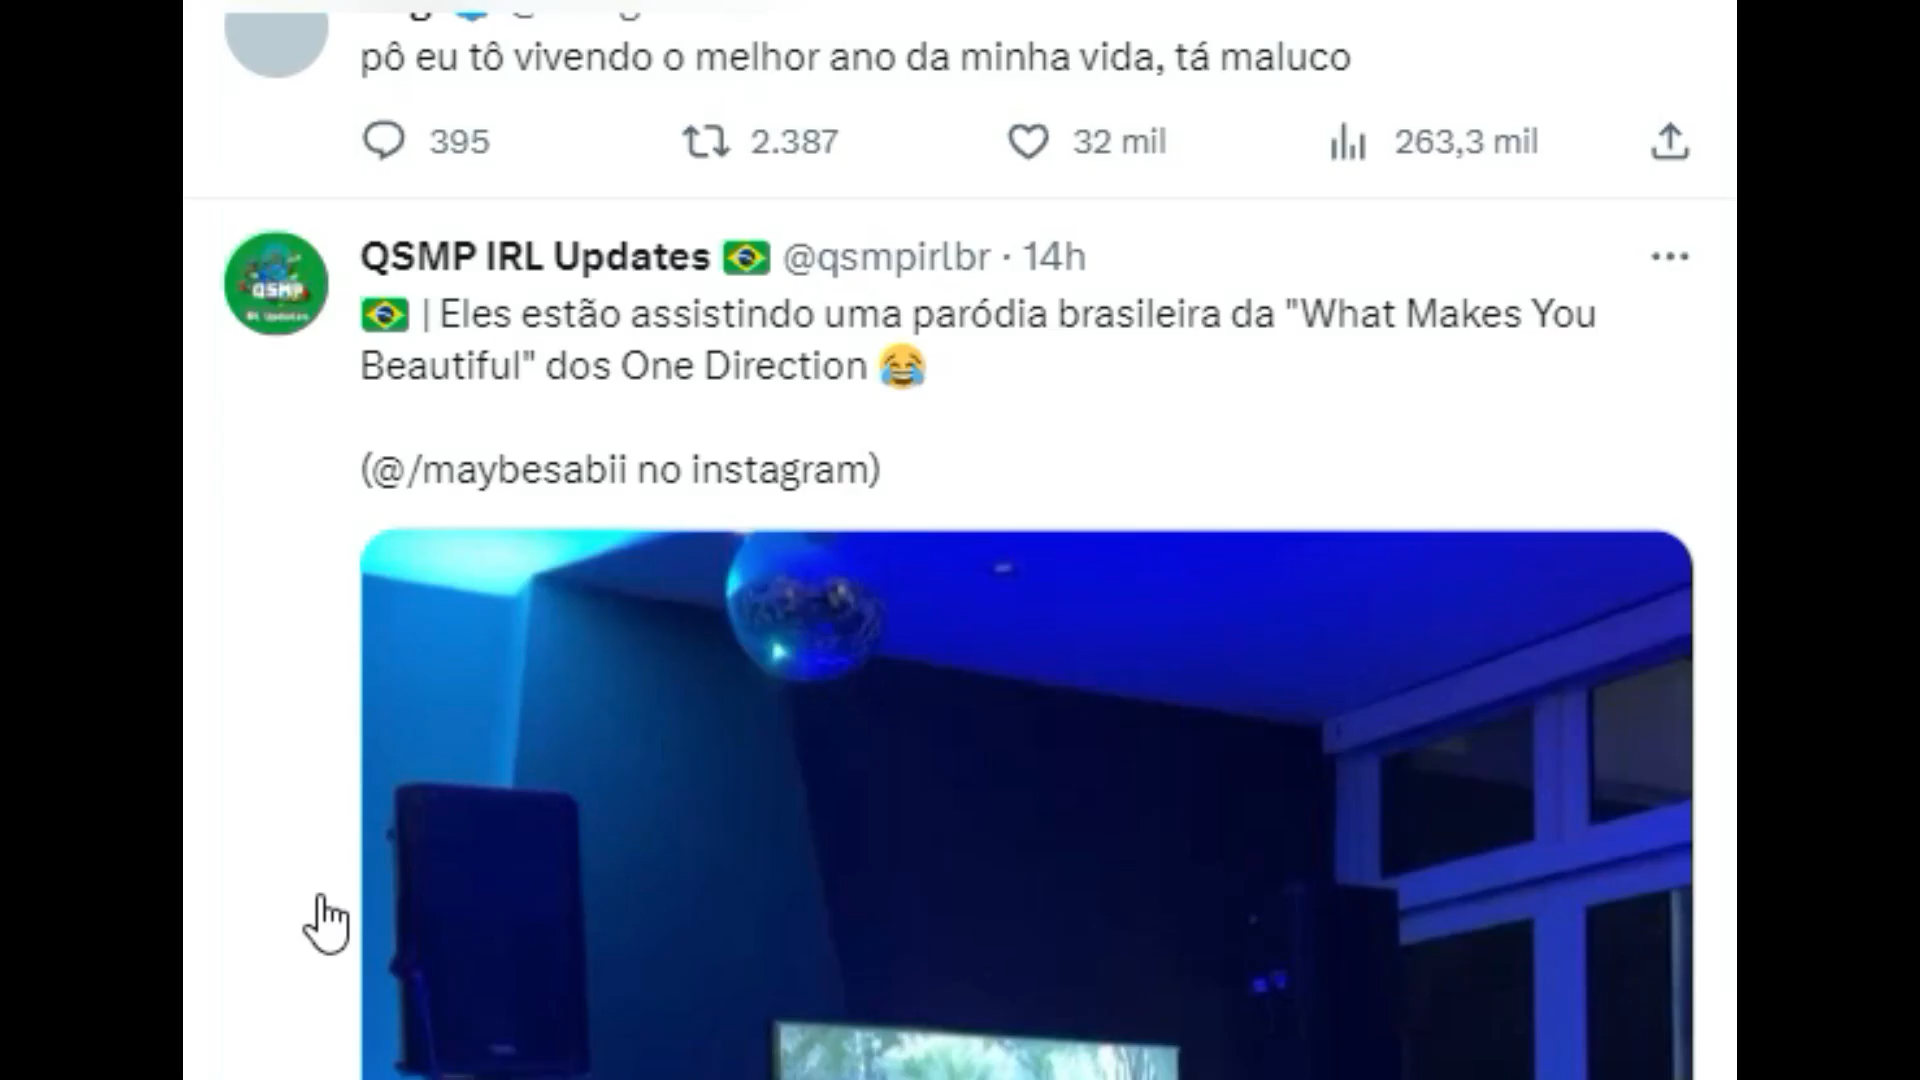 pô eu tô vivendo o melhor ano da minha vida, tá maluco
395 2.387 32 mil 263,3 mil
QSMP IRL Updates 🇧🇷 @qsmpirlbr · 14h
QSMP
🇧🇷 | Eles estão assistindo uma paródia brasileira da "What Makes You
Beautiful" dos One Direction 😂
(@/maybesabii no instagram)